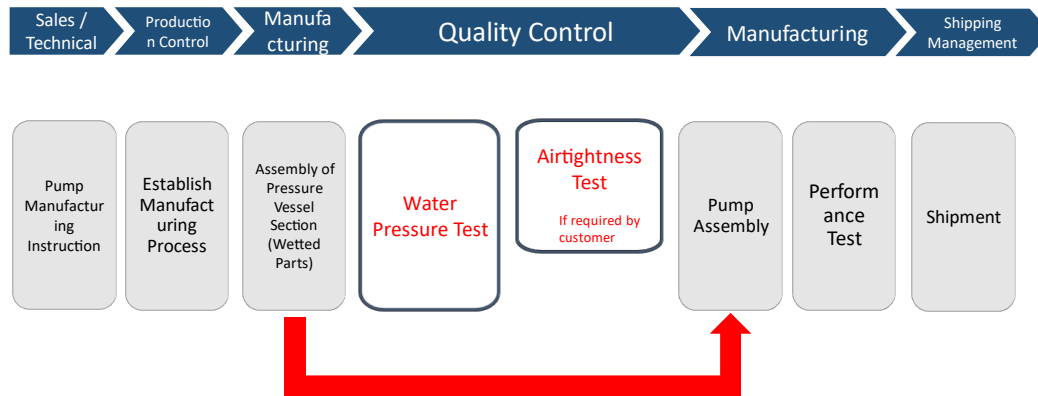 Sales /
Technical
Productio
n Control
Manufa
cturing
Quality Control
Manufacturing
Shipping
Management
Pump
Manufactur
ing
Instruction
Establish
Manufact
uring
Process
Assembly of
Pressure
Vessel
Section
(Wetted
Parts)
Water
Pressure Test
Airtightness
Test
If required by
customer
Pump
Assembly
Perform
ance
Test
Shipment